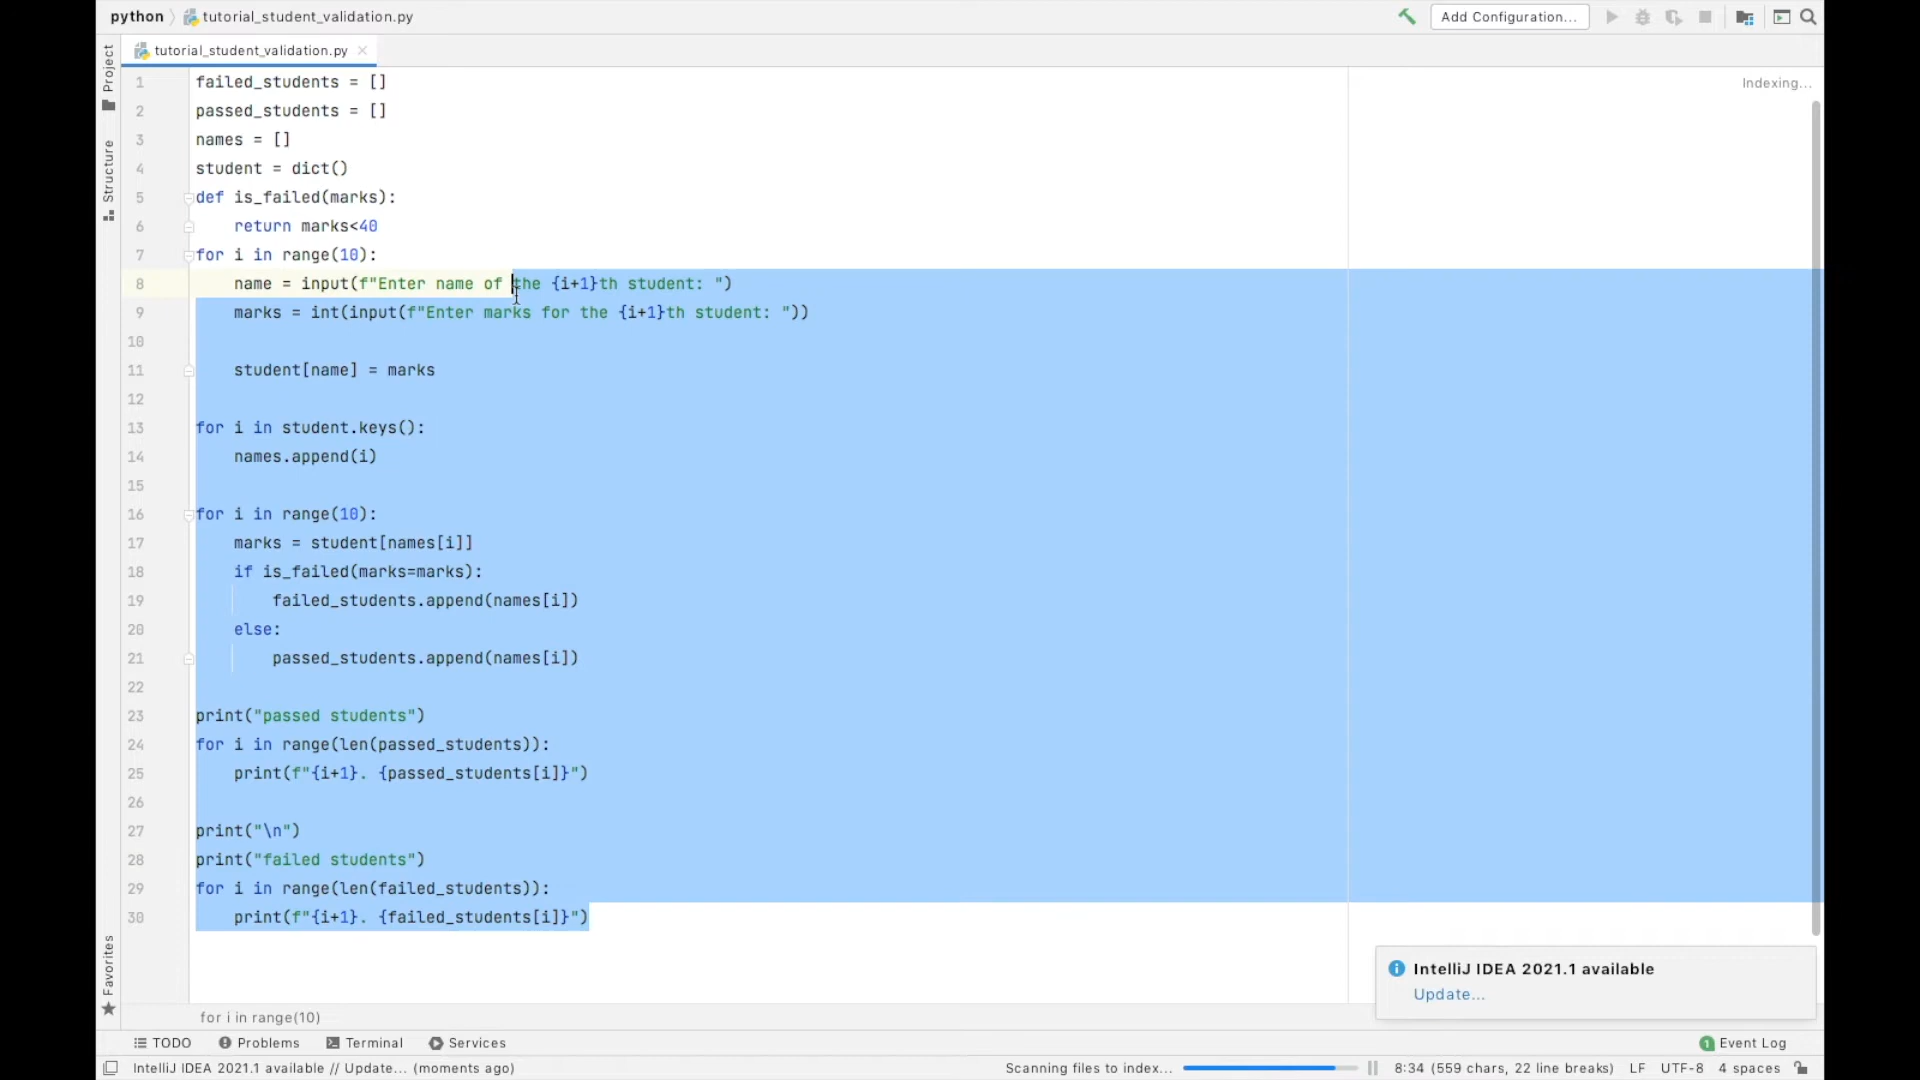 python
tutorial_student_validation.py
Add Configuration...
tutorial_student_validation.py
Project
Structure
Favorites
Indexing...
1 failed_students = []
2 passed_students = []
3 names = []
4 student = dict()
5 def is_failed(marks):
6 return marks<40
7 for i in range(10):
8 name = input(f"Enter name of the {i+1}th student: ")
9 marks = int(input(f"Enter marks for the {i+1}th student: "))
10
11 student[name] = marks
12
13 for i in student.keys():
14 names.append(i)
15
16 for i in range(10):
17 marks = student[names[i]]
18 if is_failed(marks=marks):
19 failed_students.append(names[i])
20 else:
21 passed_students.append(names[i])
22
23 print("passed students")
24 for i in range(len(passed_students)):
25 print(f"{i+1}. {passed_students[i]}")
26
27 print("\n")
28 print("failed students")
29 for i in range(len(failed_students)):
30 print(f"{i+1}. {failed_students[i]}")
IntelliJ IDEA 2021.1 available
Update...
for i in range(10)
TODO Problems Terminal Services 1 Event Log
IntelliJ IDEA 2021.1 available // Update... (moments ago) Scanning files to index... 8:34 (559 chars, 22 line breaks) LF UTF-8 4 spaces